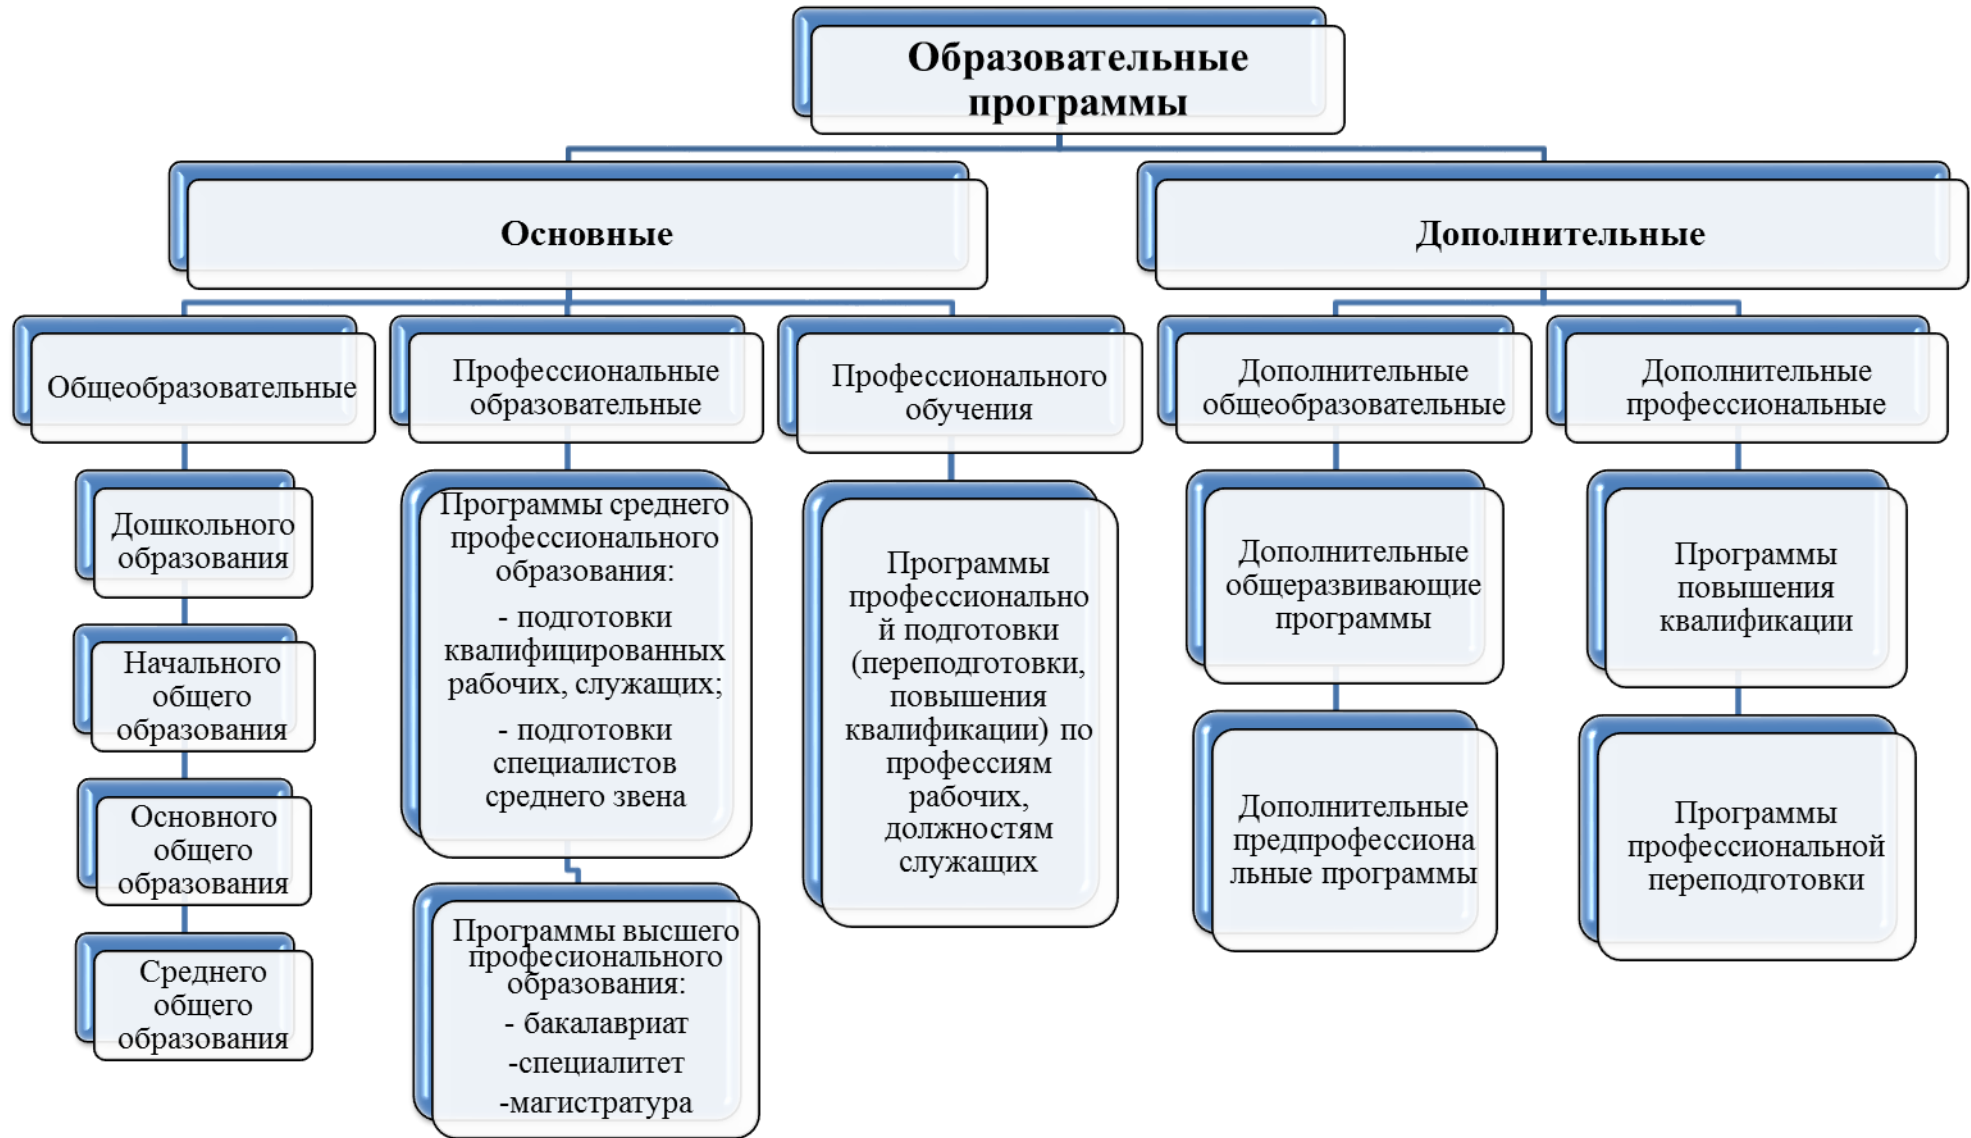 Образовательные
программы
Основные
Дополнительные
Общеобразовательные
Профессиональные
образовательные
Профессионального
обучения
Дополнительные
общеобразовательные
Дополнительные
профессиональные
Дошкольного
образования
Начального
общего
образования
Основного
общего
образования
Среднего
общего
образования
Программы среднего
профессионального
образования:
- подготовки
квалифицированных
рабочих, служащих;
- подготовки
специалистов
среднего звена
Программы высшего
професионального
образования:
- бакалавриат
-специалитет
-магистратура
Программы
профессионально
й подготовки
(переподготовки,
повышения
квалификации) по
профессиям
рабочих,
должностям
служащих
Дополнительные
общеразвивающие
программы
Дополнительные
предпрофессиона
льные программы
Программы
повышения
квалификации
Программы
профессиональной
переподготовки